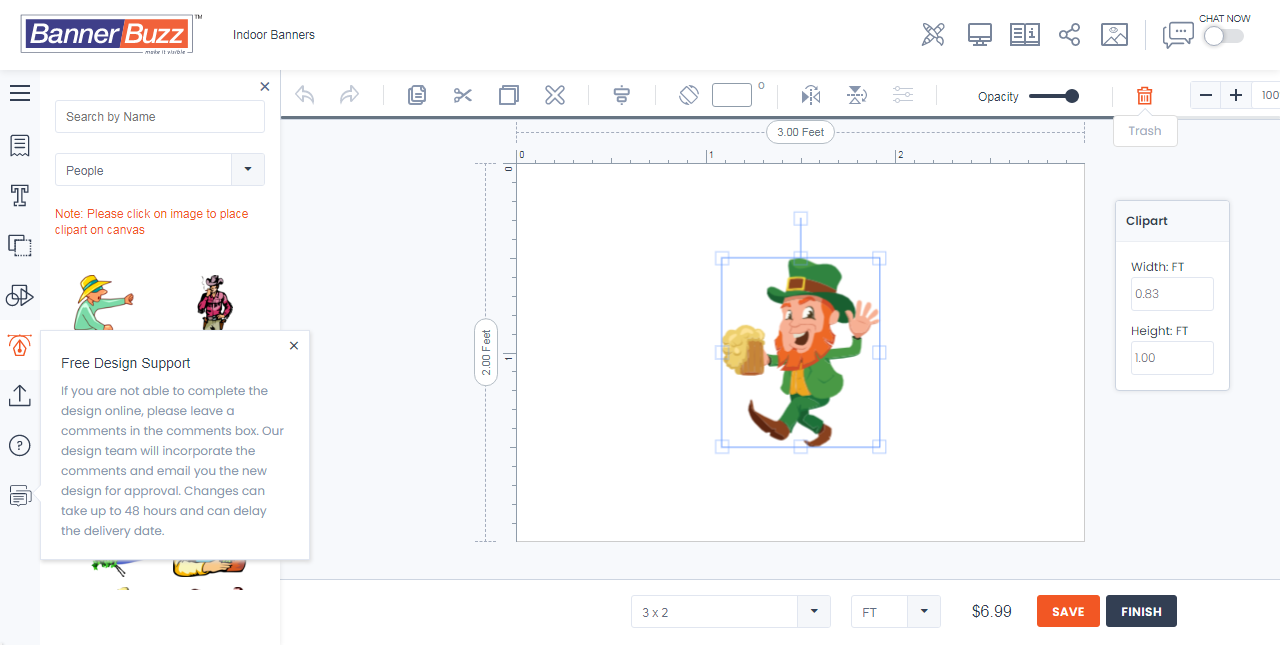 BannerBuzz™
make it visible
Indoor Banners
CHAT NOW
Search by Name
People
Note: Please click on image to place
clipart on canvas
Free Design Support
If you are not able to complete the
design online, please leave a
comments in the comments box. Our
design team will incorporate the
comments and email you the new
design for approval. Changes can
take up to 48 hours and can delay
the delivery date.
O
Opacity
100
Trash
3.00 Feet
0
1
2
0
1
2.00 Feet
Clipart
Width: FT
0.83
Height: FT
1.00
3 x 2
FT
$6.99
SAVE
FINISH